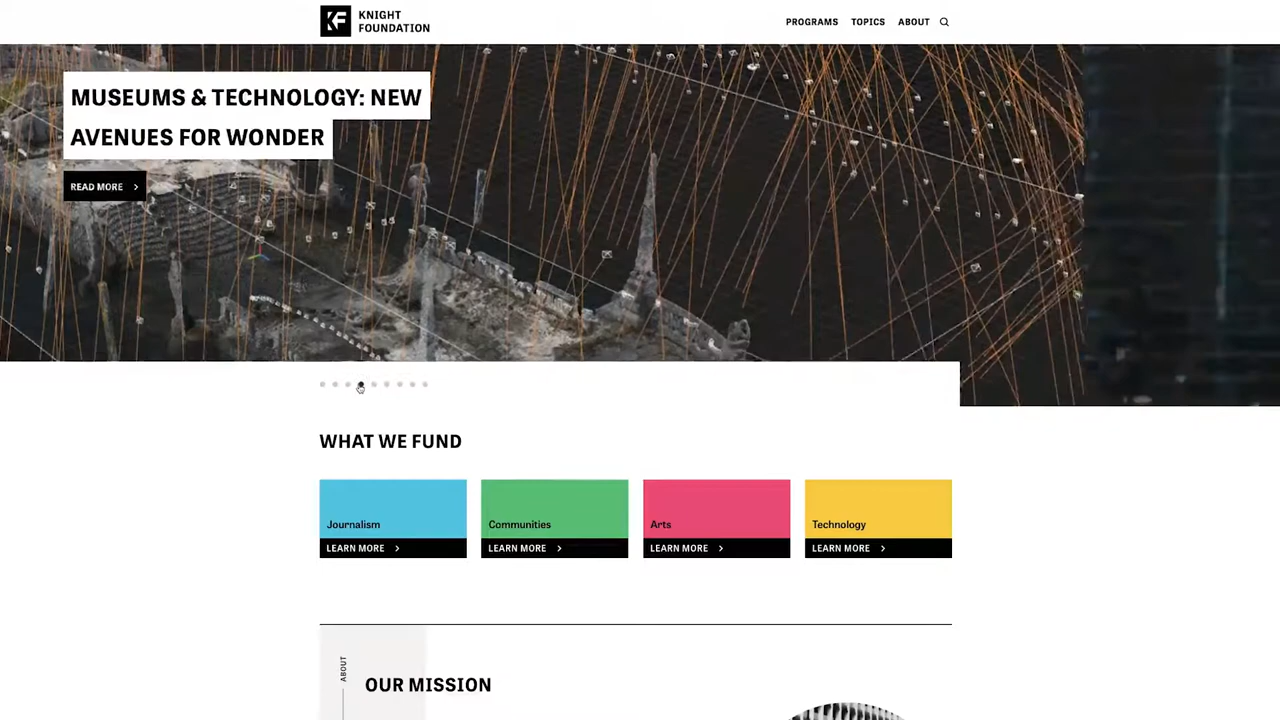 KNIGHT
FOUNDATION
PROGRAMS TOPICS ABOUT
MUSEUMS & TECHNOLOGY: NEW
AVENUES FOR WONDER
READ MORE
WHAT WE FUND
Journalism
LEARN MORE
Communities
LEARN MORE
Arts
LEARN MORE
Technology
LEARN MORE
ABOUT
OUR MISSION